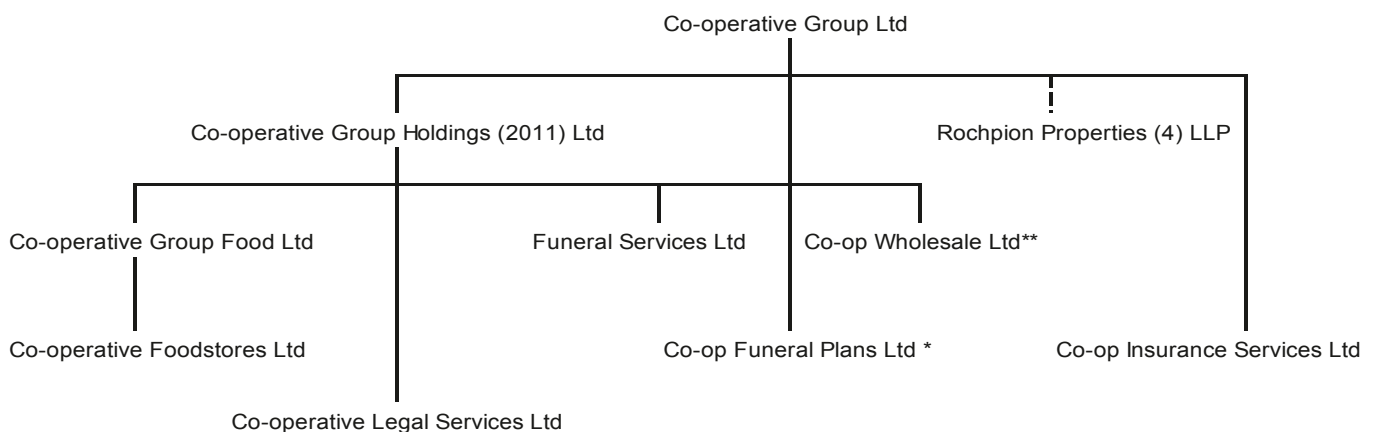 Co-operative Group Ltd
Co-operative Group Holdings (2011) Ltd
Rochpion Properties (4) LLP
Co-operative Group Food Ltd
Funeral Services Ltd
Co-op Wholesale Ltd**
Co-operative Foodstores Ltd
Co-op Funeral Plans Ltd *
Co-op Insurance Services Ltd
Co-operative Legal Services Ltd